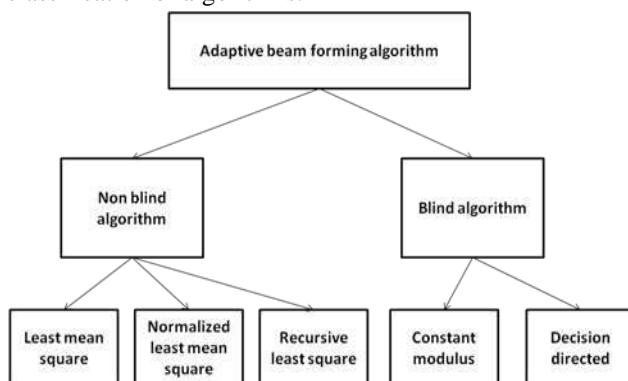 Adaptive beam forming algorithm
Non blind
algorithm
Blind algorithm
Least mean
square
Normalized
least mean
square
Recursive
least square
Constant
modulus
Decision
directed